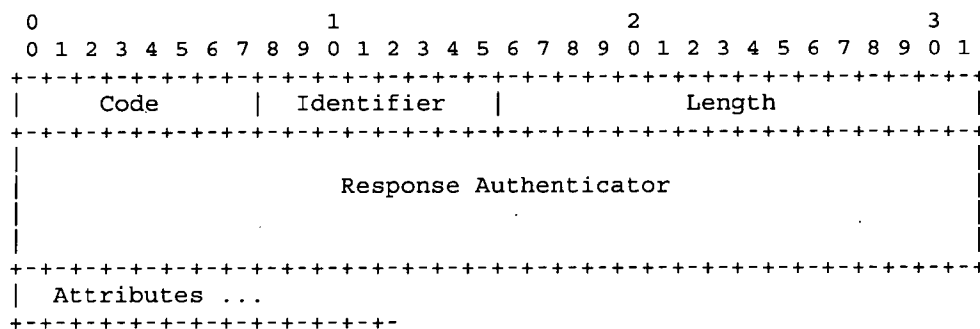 0                   1                   2                   3
 0 1 2 3 4 5 6 7 8 9 0 1 2 3 4 5 6 7 8 9 0 1 2 3 4 5 6 7 8 9 0 1
+-+-+-+-+-+-+-+-+-+-+-+-+-+-+-+-+-+-+-+-+-+-+-+-+-+-+-+-+-+-+-+-+
|     Code      |  Identifier   |            Length             |
+-+-+-+-+-+-+-+-+-+-+-+-+-+-+-+-+-+-+-+-+-+-+-+-+-+-+-+-+-+-+-+-+
|                                                               |
|                     Response Authenticator                    |
|                                                               |
|                                                               |
+-+-+-+-+-+-+-+-+-+-+-+-+-+-+-+-+-+-+-+-+-+-+-+-+-+-+-+-+-+-+-+-+
|  Attributes ...
+-+-+-+-+-+-+-+-+-+-+-+-+-